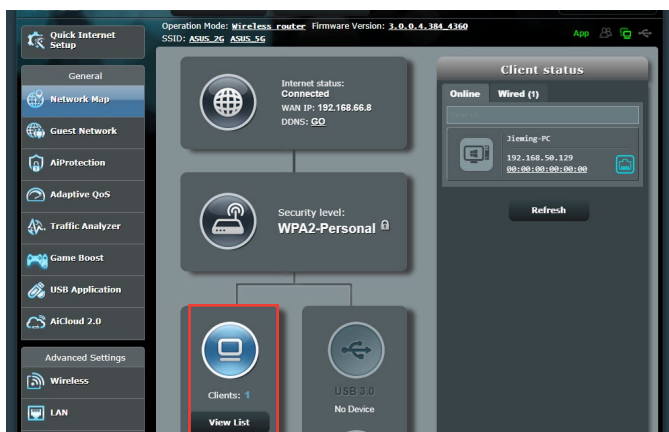 Quick Internet
Setup
General
Network Map
Guest Network
AiProtection
Adaptive QoS
Traffic Analyzer
Game Boost
USB Application
AiCloud 2.0
Advanced Settings
Wireless
LAN
Operation Mode: Wireless router Firmware Version: 3.0.0.4.384_4360
SSID: ASUS_2G ASUS_5G
App
Internet status:
Connected
WAN IP: 192.168.66.8
DDNS: GO
Security level:
WPA2-Personal
Clients: 1
View List
USB 3.0
No Device
Client status
Online Wired (1)
Jieming-PC
192.168.50.129
00:00:00:00:00:00
Refresh